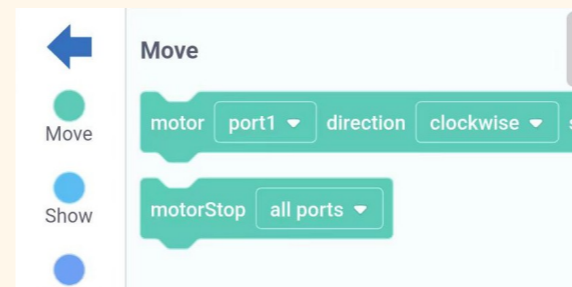 Move
Move
motor port1 direction clockwise s
Show
motorStop all ports